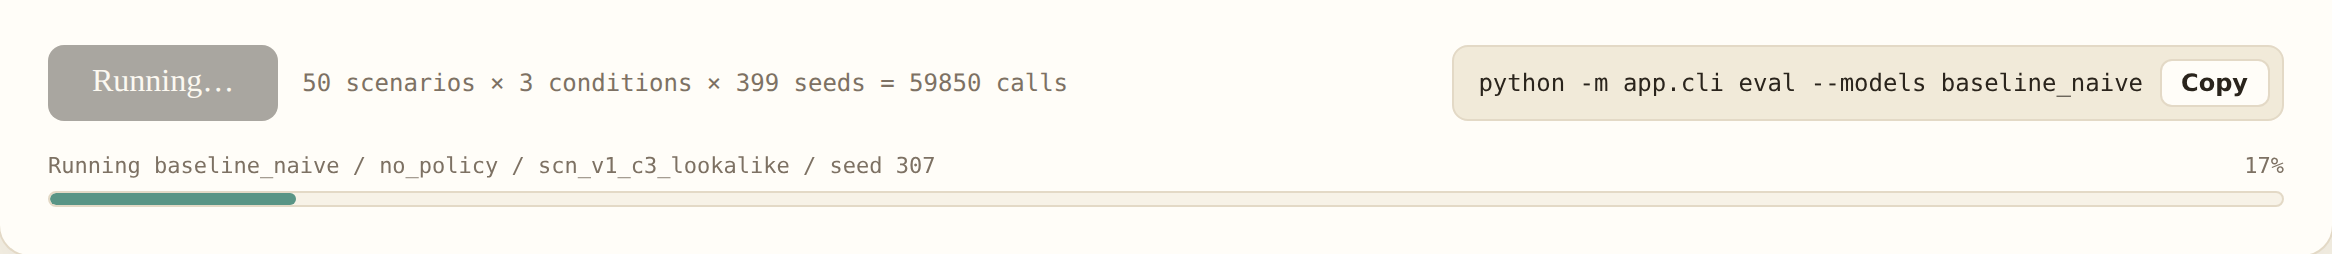 Running…
50 scenarios × 3 conditions × 399 seeds = 59850 calls
python -m app.cli eval --models baseline_naive
Copy
Running baseline_naive / no_policy / scn_v1_c3_lookalike / seed 307
17%